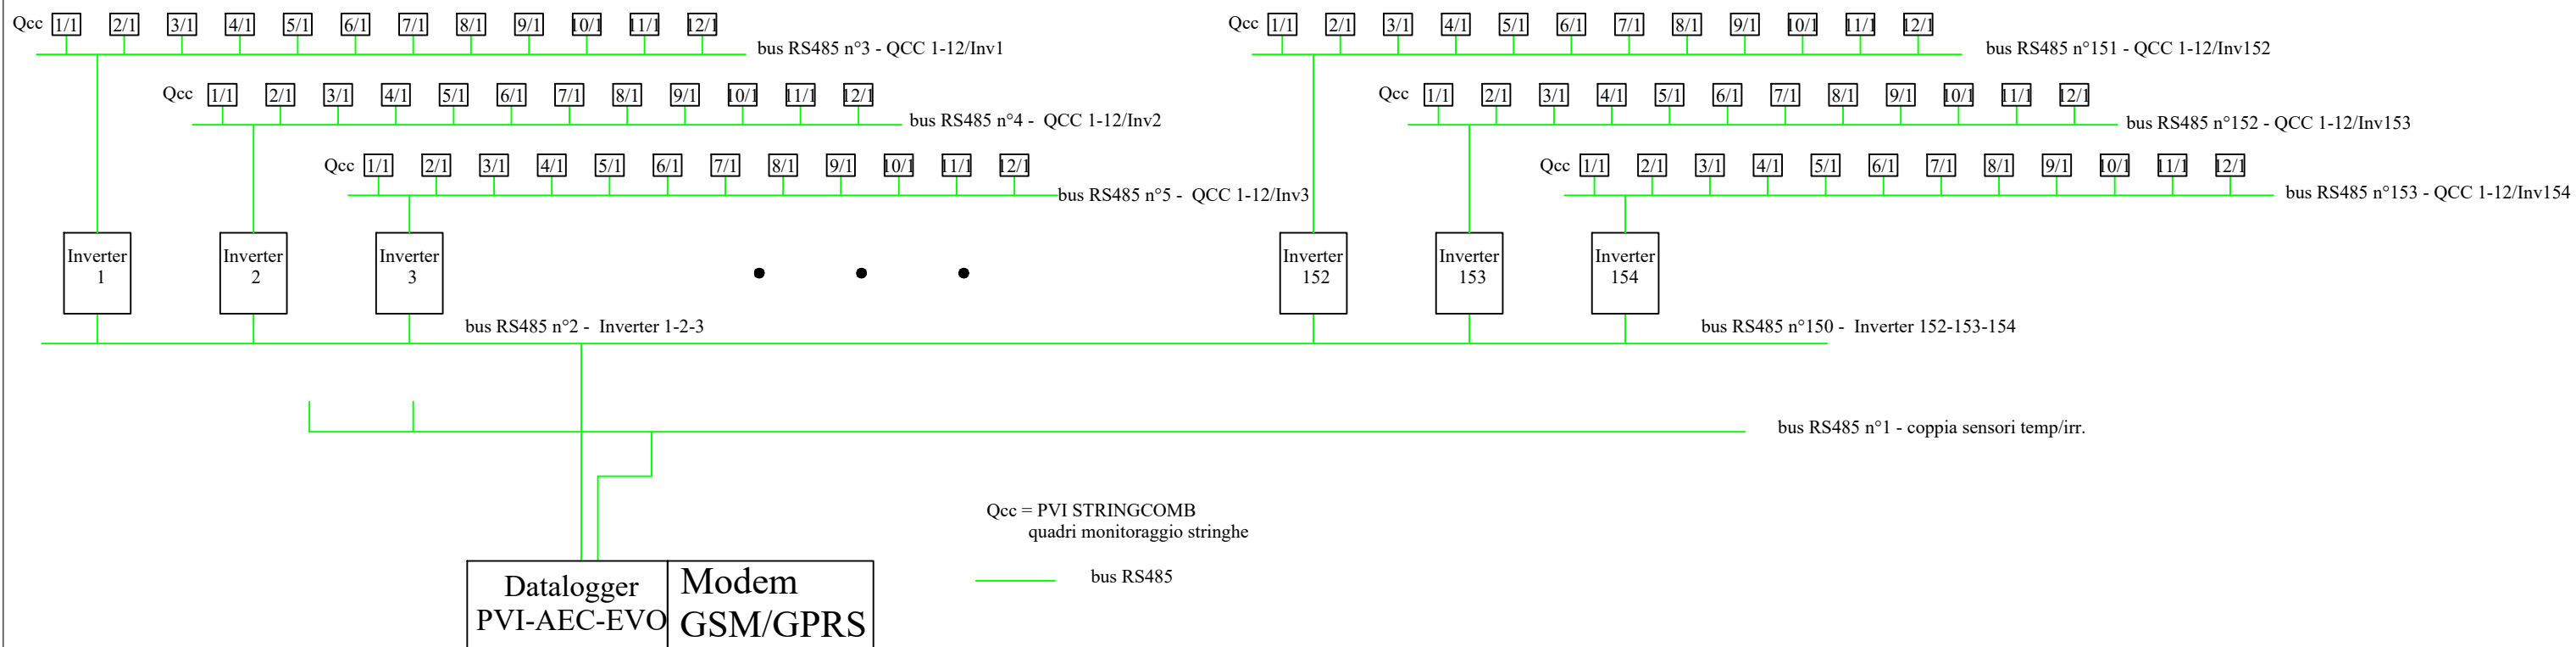 Qcc 1/1 2/1 3/1 4/1 5/1 6/1 7/1 8/1 9/1 10/1 11/1 12/1
bus RS485 n°3 - QCC 1-12/Inv1
Qcc 1/1 2/1 3/1 4/1 5/1 6/1 7/1 8/1 9/1 10/1 11/1 12/1
bus RS485 n°151 - QCC 1-12/Inv152
Qcc 1/1 2/1 3/1 4/1 5/1 6/1 7/1 8/1 9/1 10/1 11/1 12/1
bus RS485 n°4 - QCC 1-12/Inv2
Qcc 1/1 2/1 3/1 4/1 5/1 6/1 7/1 8/1 9/1 10/1 11/1 12/1
bus RS485 n°152 - QCC 1-12/Inv153
Qcc 1/1 2/1 3/1 4/1 5/1 6/1 7/1 8/1 9/1 10/1 11/1 12/1
bus RS485 n°5 - QCC 1-12/Inv3
Qcc 1/1 2/1 3/1 4/1 5/1 6/1 7/1 8/1 9/1 10/1 11/1 12/1
bus RS485 n°153 - QCC 1-12/Inv154
Inverter
1
Inverter
2
Inverter
3
Inverter
152
Inverter
153
Inverter
154
bus RS485 n°2 - Inverter 1-2-3
bus RS485 n°150 - Inverter 152-153-154
bus RS485 n°1 - coppia sensori temp/irr.
Qcc = PVI STRINGCOMB
quadri monitoraggio stringhe
bus RS485
Datalogger
PVI-AEC-EVO
Modem
GSM/GPRS